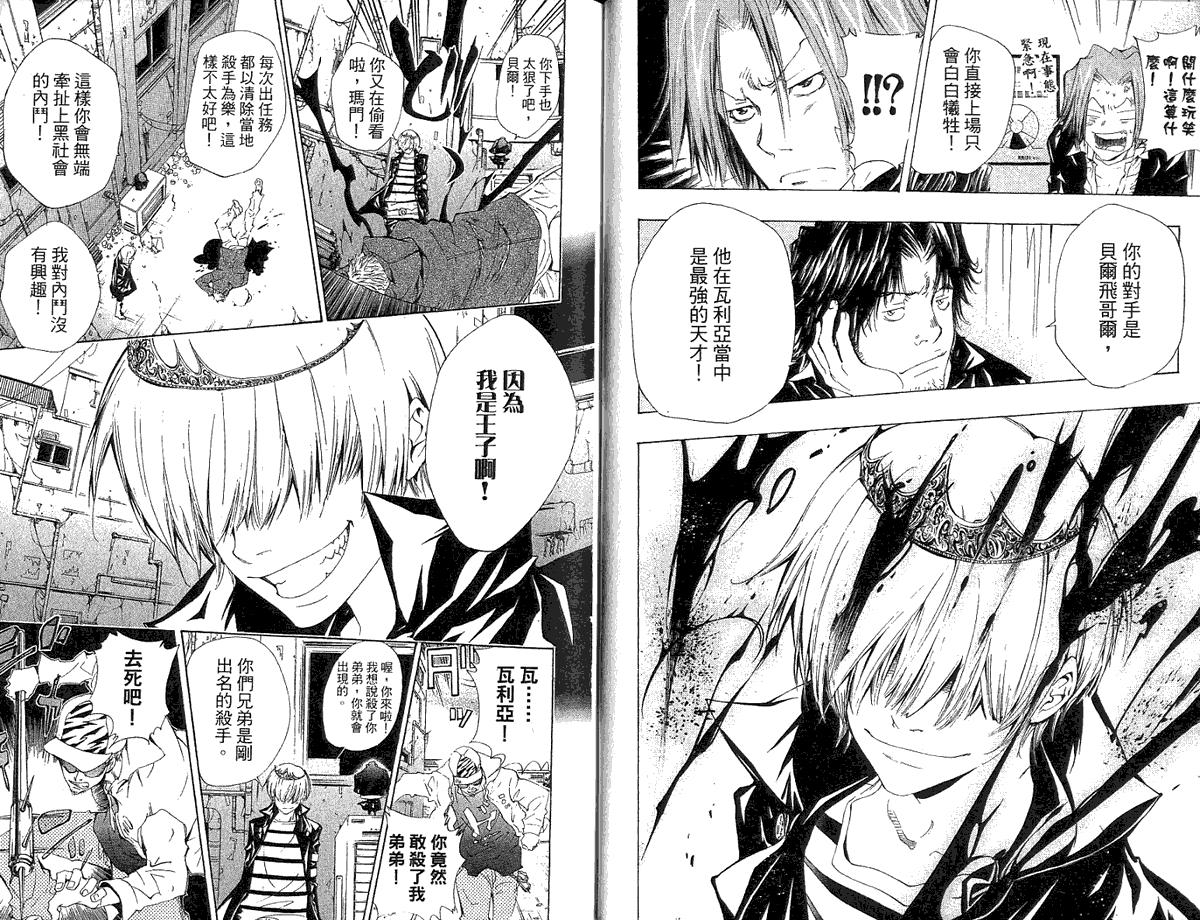 開什麼玩笑
啊！這算什
麼！
現在事態
緊急啊！
你直接上場只
會白白犧牲！
!!?
你的對手是
貝爾飛哥爾，
他在瓦利亞當中
是最強的天才！
你下手也
太狠了吧，
貝爾！
你又在偷看
啦，瑪門！
每次出任務
都以清除當地
殺手為樂，這
樣不太好吧！
這樣你會無端
牽扯上黑社會
的內鬥！
我對內鬥沒
有興趣！
因為
我是王子啊！
瓦……
瓦利亞！
你竟然
敢殺了我
弟弟！
喔，你來啦！
我想說殺了你
弟弟，你就會
出現的。
你們兄弟是剛
出名的殺手。
去死吧！